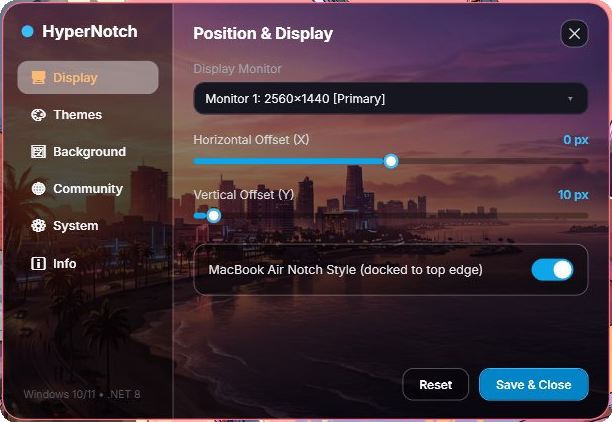 HyperNotch
Display
Themes
Background
Community
System
Info
Windows 10/11 • .NET 8
Position & Display
Display Monitor
Monitor 1: 2560×1440 [Primary]
Horizontal Offset (X) 0 px
Vertical Offset (Y) 10 px
MacBook Air Notch Style (docked to top edge)
Reset Save & Close